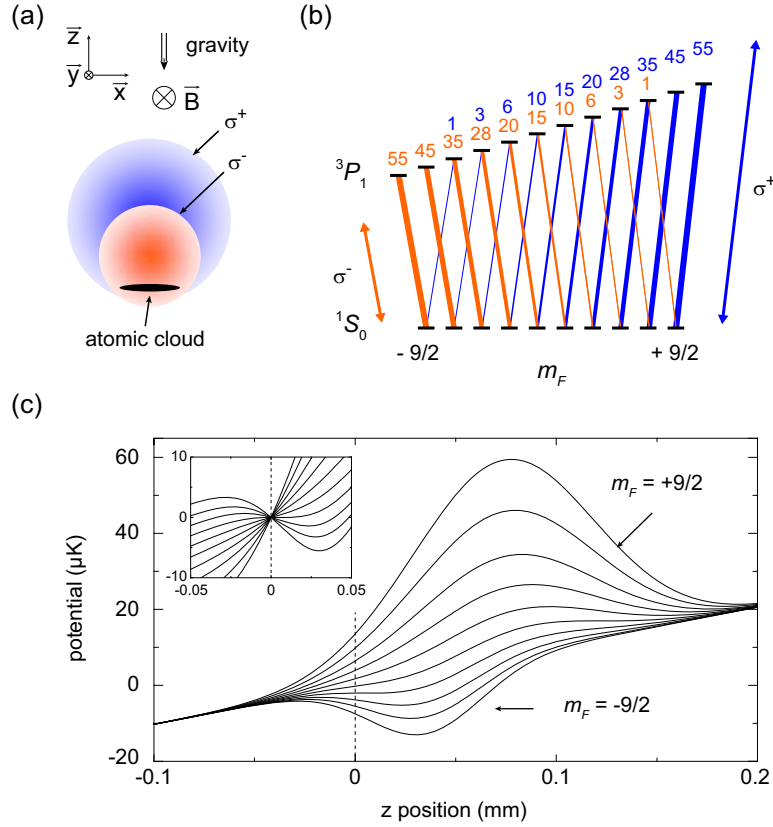 (a)
z
y
x
gravity
B
σ+
σ-
atomic cloud
(b)
1 3 6 10 15 20 28 35 45 55
55 45 35 28 20 15 10 6 3 1
³P₁
σ-
σ+
¹S₀
- 9/2
+ 9/2
mF
(c)
potential (μK)
60
40
20
0
-20
-0.1
0
0.1
0.2
z position (mm)
mF = +9/2
mF = -9/2
10
0
-10
-0.05
0
0.05